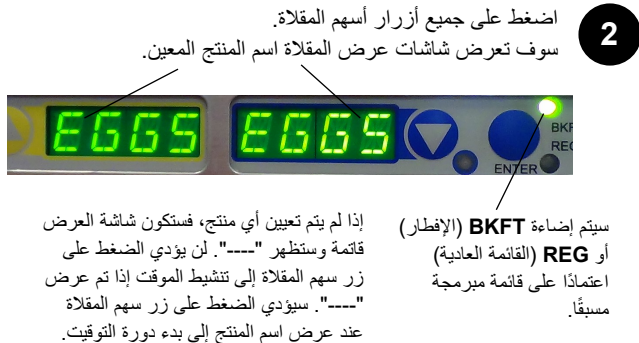 2
اضغط على جميع أزرار أسهم المقلاة.
سوف تعرض شاشات عرض المقلاة اسم المنتج المعين.
EGGS EGGS
BKF
REG
ENTER
سيتم إضاءة BKFT (الإفطار)
أو REG (القائمة العادية)
اعتمادًا على قائمة مبرمجة
مسبقًا.
إذا لم يتم تعيين أي منتج، فستكون شاشة العرض
قاتمة وستظهر "----". لن يؤدي الضغط على
زر سهم المقلاة إلى تنشيط الموقت إذا تم عرض
"----". سيؤدي الضغط على زر سهم المقلاة
عند عرض اسم المنتج إلى بدء دورة التوقيت.